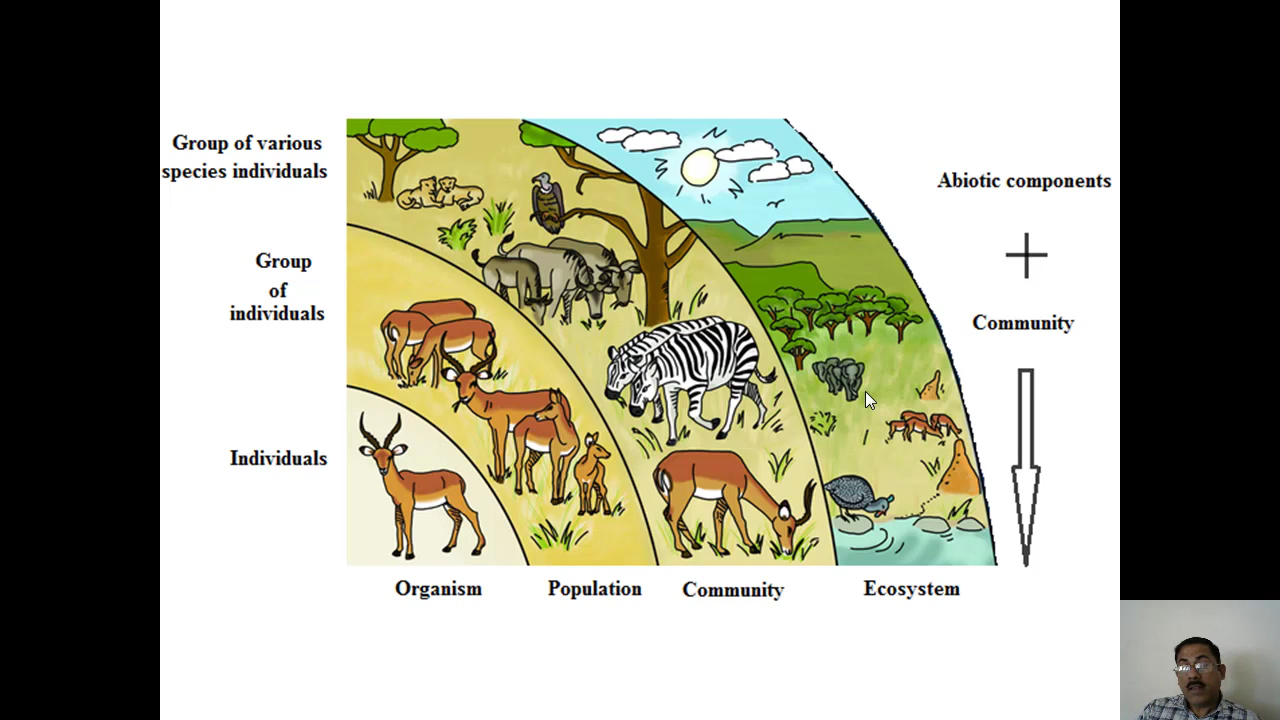 Group of various
species individuals
Group
of
individuals
Individuals
Abiotic components
+
Community
Organism
Population
Community
Ecosystem